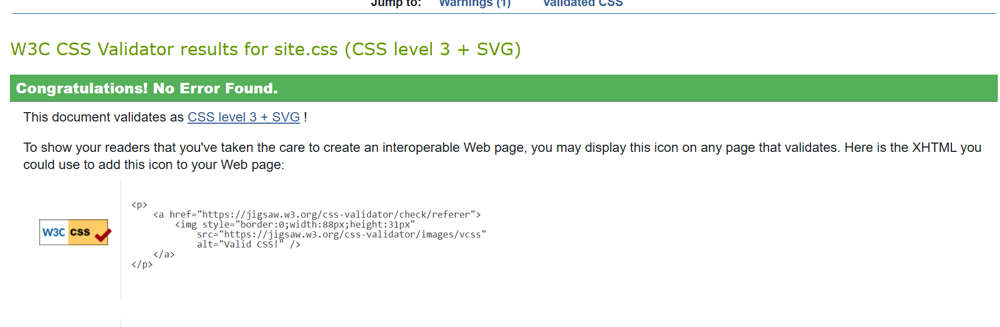 Jump to: Warnings (1) Validated CSS
W3C CSS Validator results for site.css (CSS level 3 + SVG)
Congratulations! No Error Found.
This document validates as CSS level 3 + SVG !
To show your readers that you've taken the care to create an interoperable Web page, you may display this icon on any page that validates. Here is the XHTML you
could use to add this icon to your Web page:
W3C css
<p>
    <a href="https://jigsaw.w3.org/css-validator/check/referer">
        <img style="border:0;width:88px;height:31px"
            src="https://jigsaw.w3.org/css-validator/images/vcss"
            alt="Valid CSS!" />
    </a>
</p>